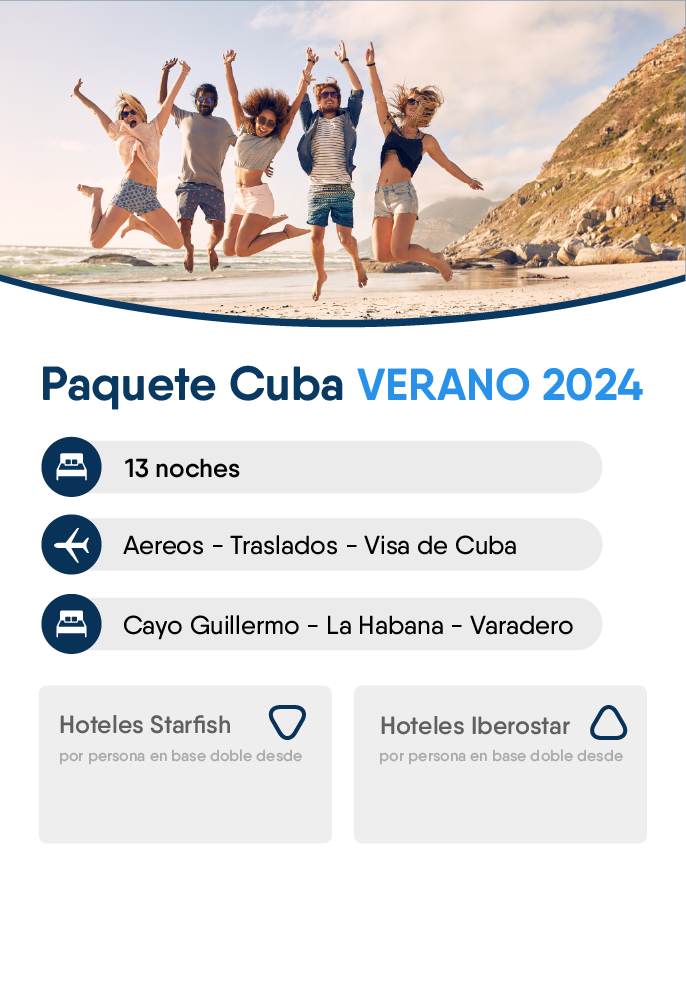 Paquete Cuba VERANO 2024
13 noches
Aereos - Traslados - Visa de Cuba
Cayo Guillermo - La Habana - Varadero
Hoteles Starfish
por persona en base doble desde
Hoteles Iberostar
por persona en base doble desde